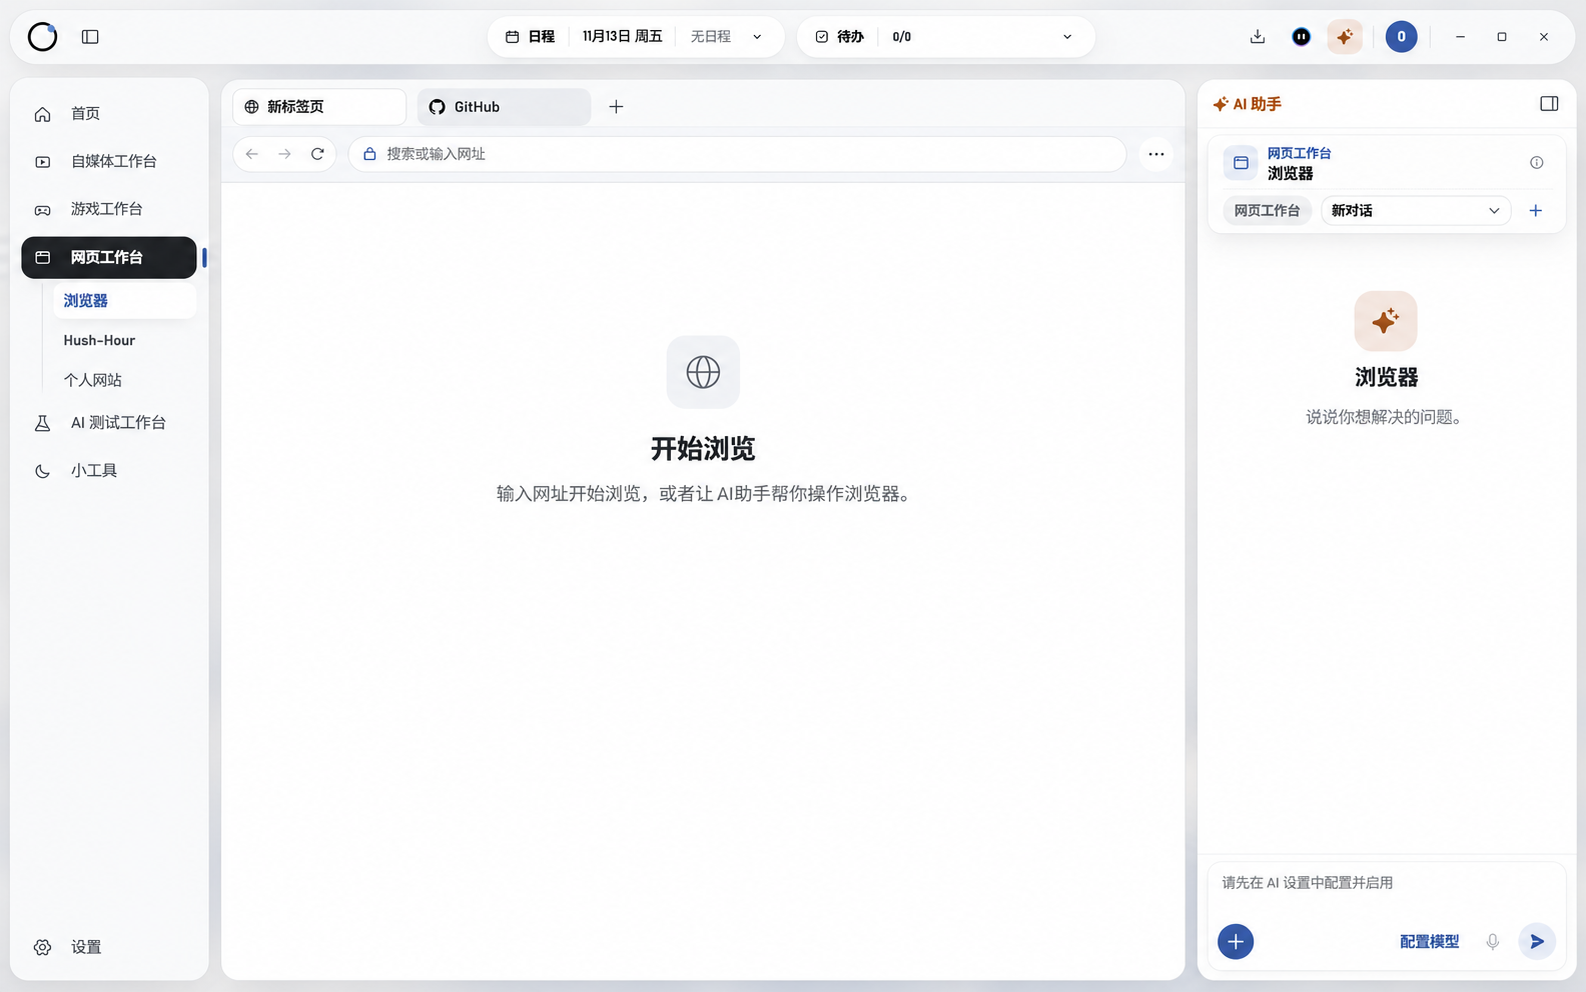 日程 11月13日 周五 无日程
待办 0/0
0
首页
自媒体工作台
游戏工作台
网页工作台
浏览器
Hush-Hour
个人网站
AI 测试工作台
小工具
设置
新标签页
GitHub
搜索或输入网址
开始浏览
输入网址开始浏览，或者让 AI助手帮你操作浏览器。
AI 助手
网页工作台
浏览器
网页工作台 新对话
浏览器
说说你想解决的问题。
请先在 AI 设置中配置并启用
配置模型